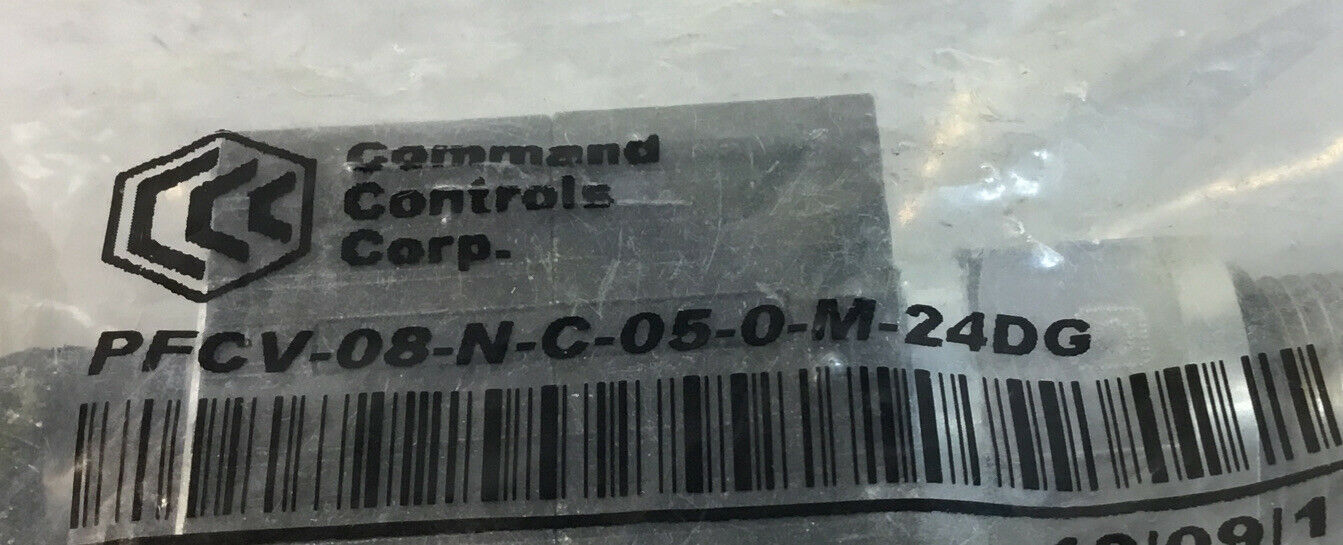 Command
Controls
Corp.
PFCV-08-N-C-05-0-M-24DG